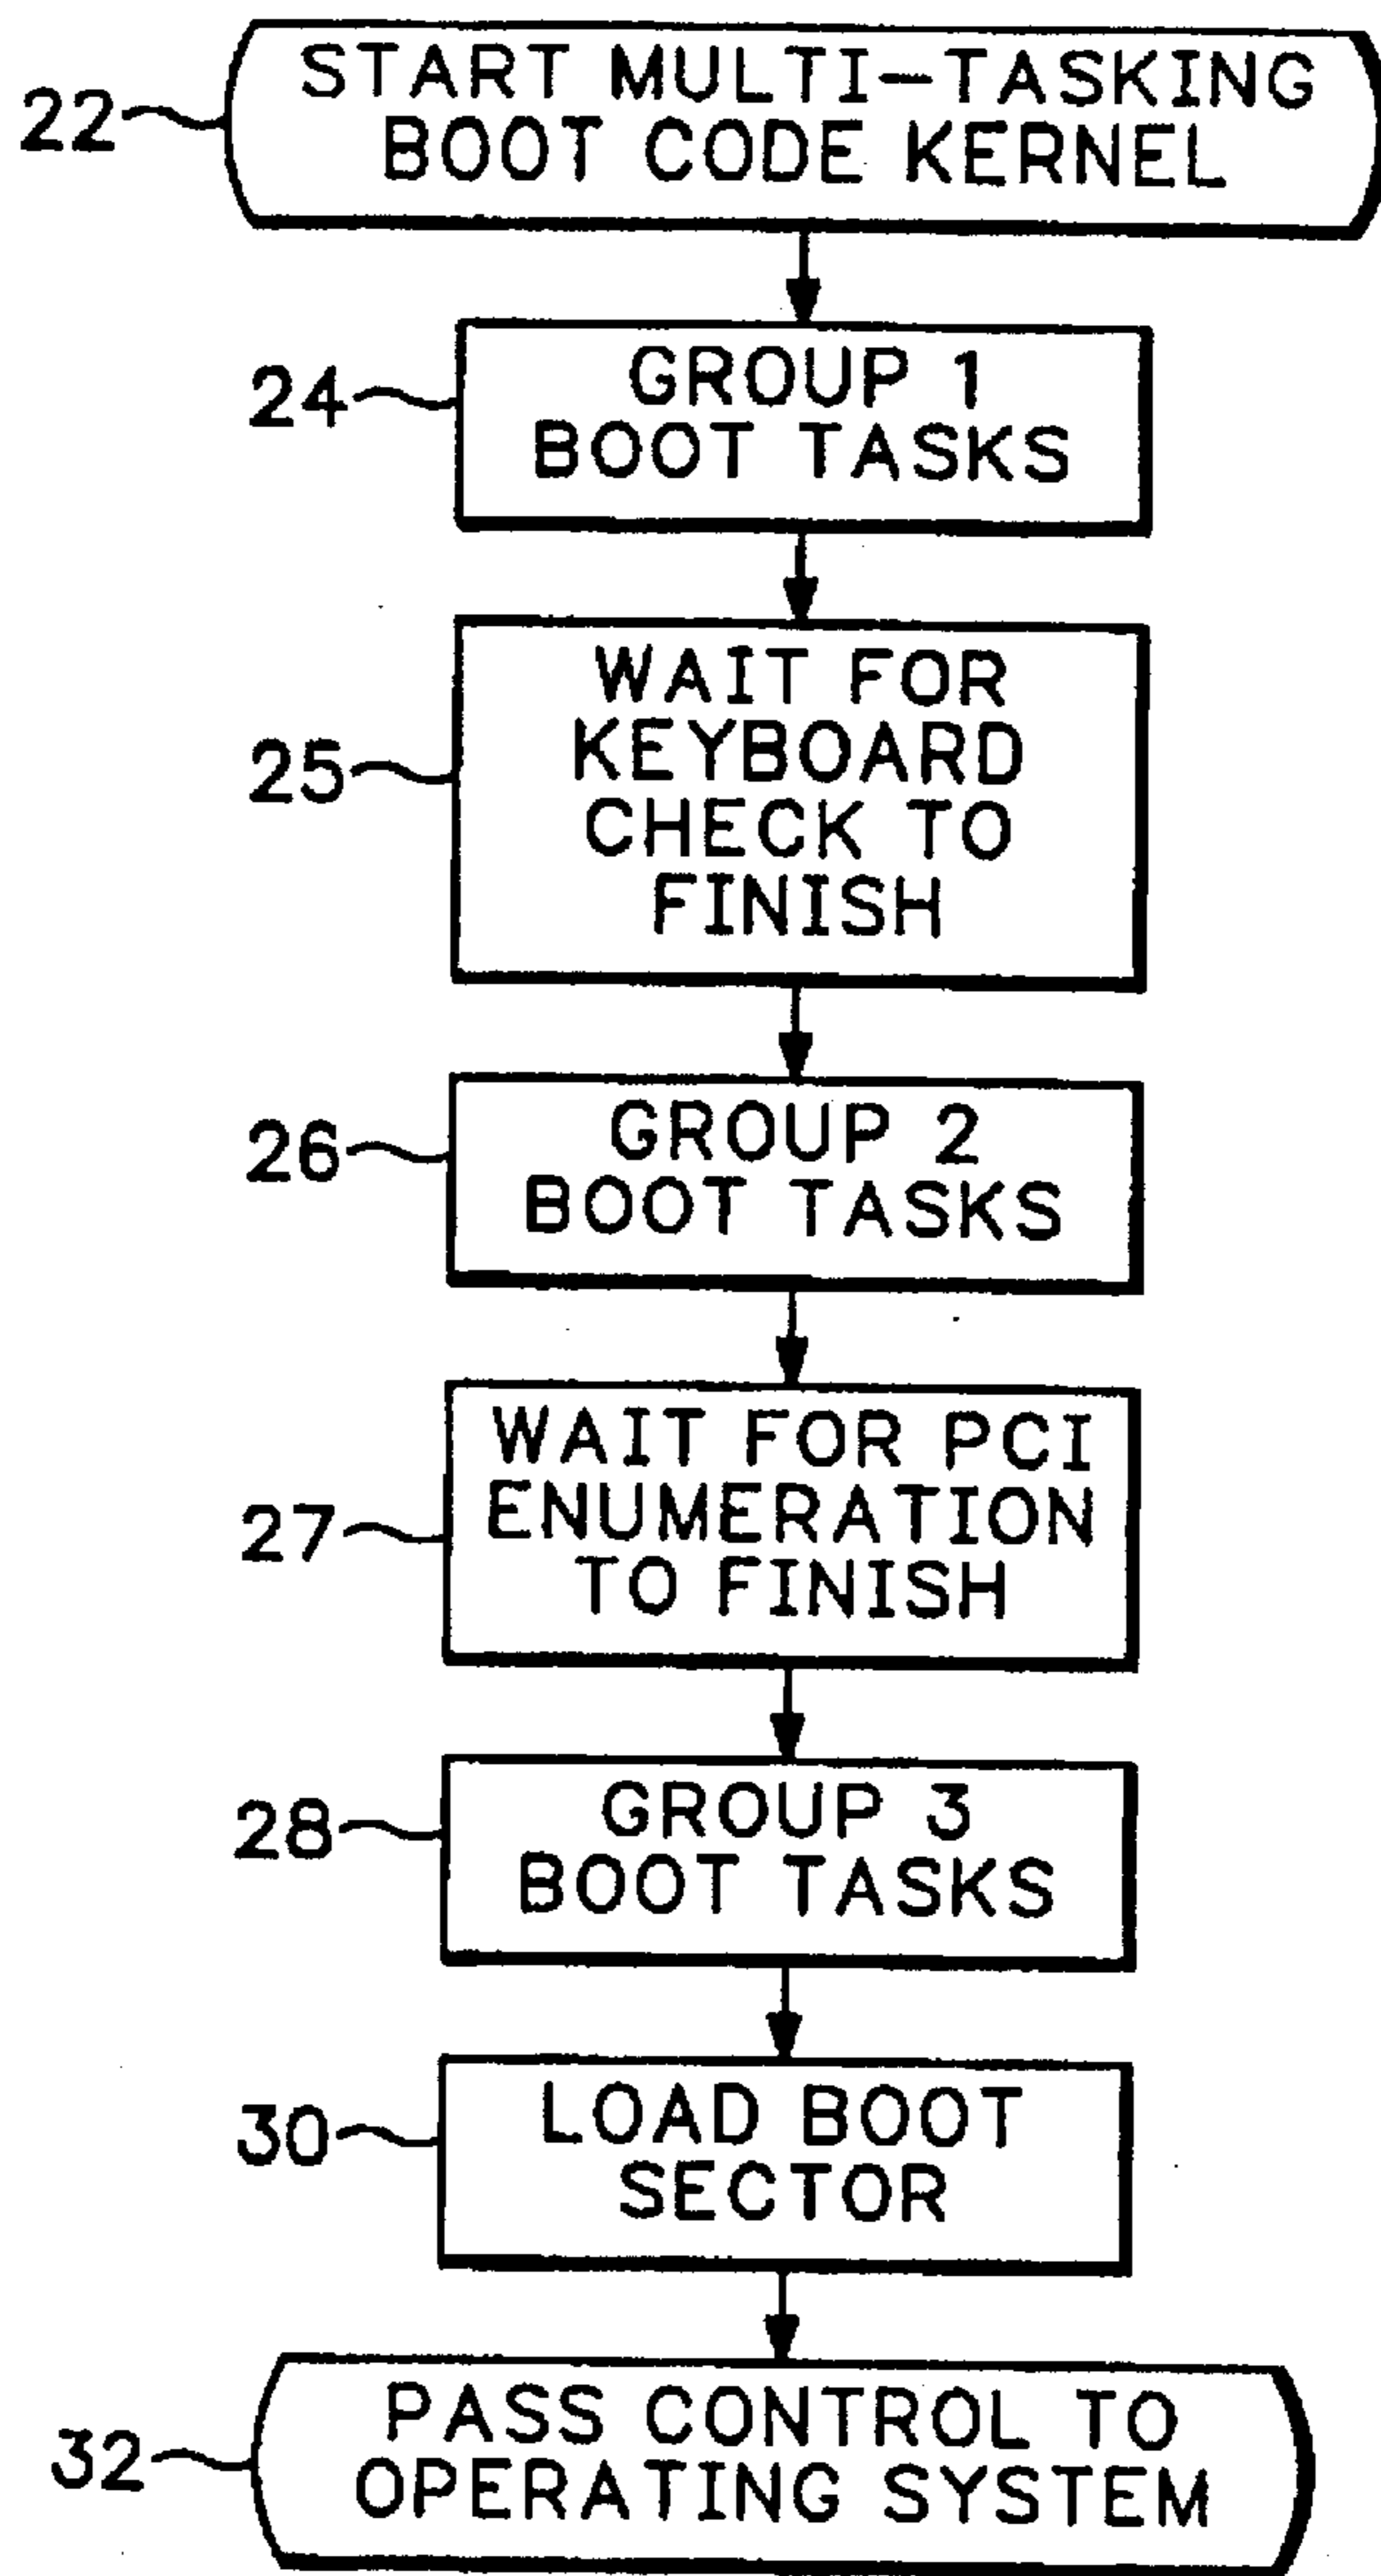 22
START MULTI-TASKING
BOOT CODE KERNEL
24
GROUP 1
BOOT TASKS
25
WAIT FOR
KEYBOARD
CHECK TO
FINISH
26
GROUP 2
BOOT TASKS
27
WAIT FOR PCI
ENUMERATION
TO FINISH
28
GROUP 3
BOOT TASKS
30
LOAD BOOT
SECTOR
32
PASS CONTROL TO
OPERATING SYSTEM